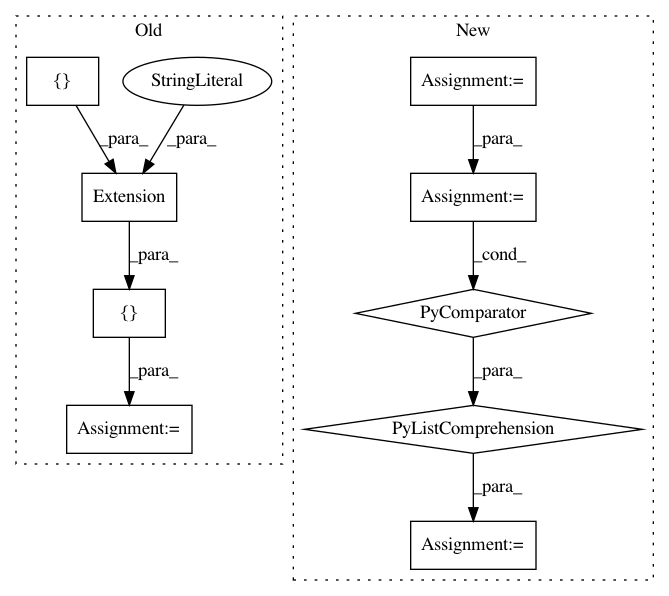 Old
New
{}
StringLiteral
Assignment:=
_para_
_para_
_para_
Extension
Assignment:=
_para_
_cond_
{}
PyComparator
_para_
_para_
Assignment:=
PyListComprehension
_para_
Assignment:=